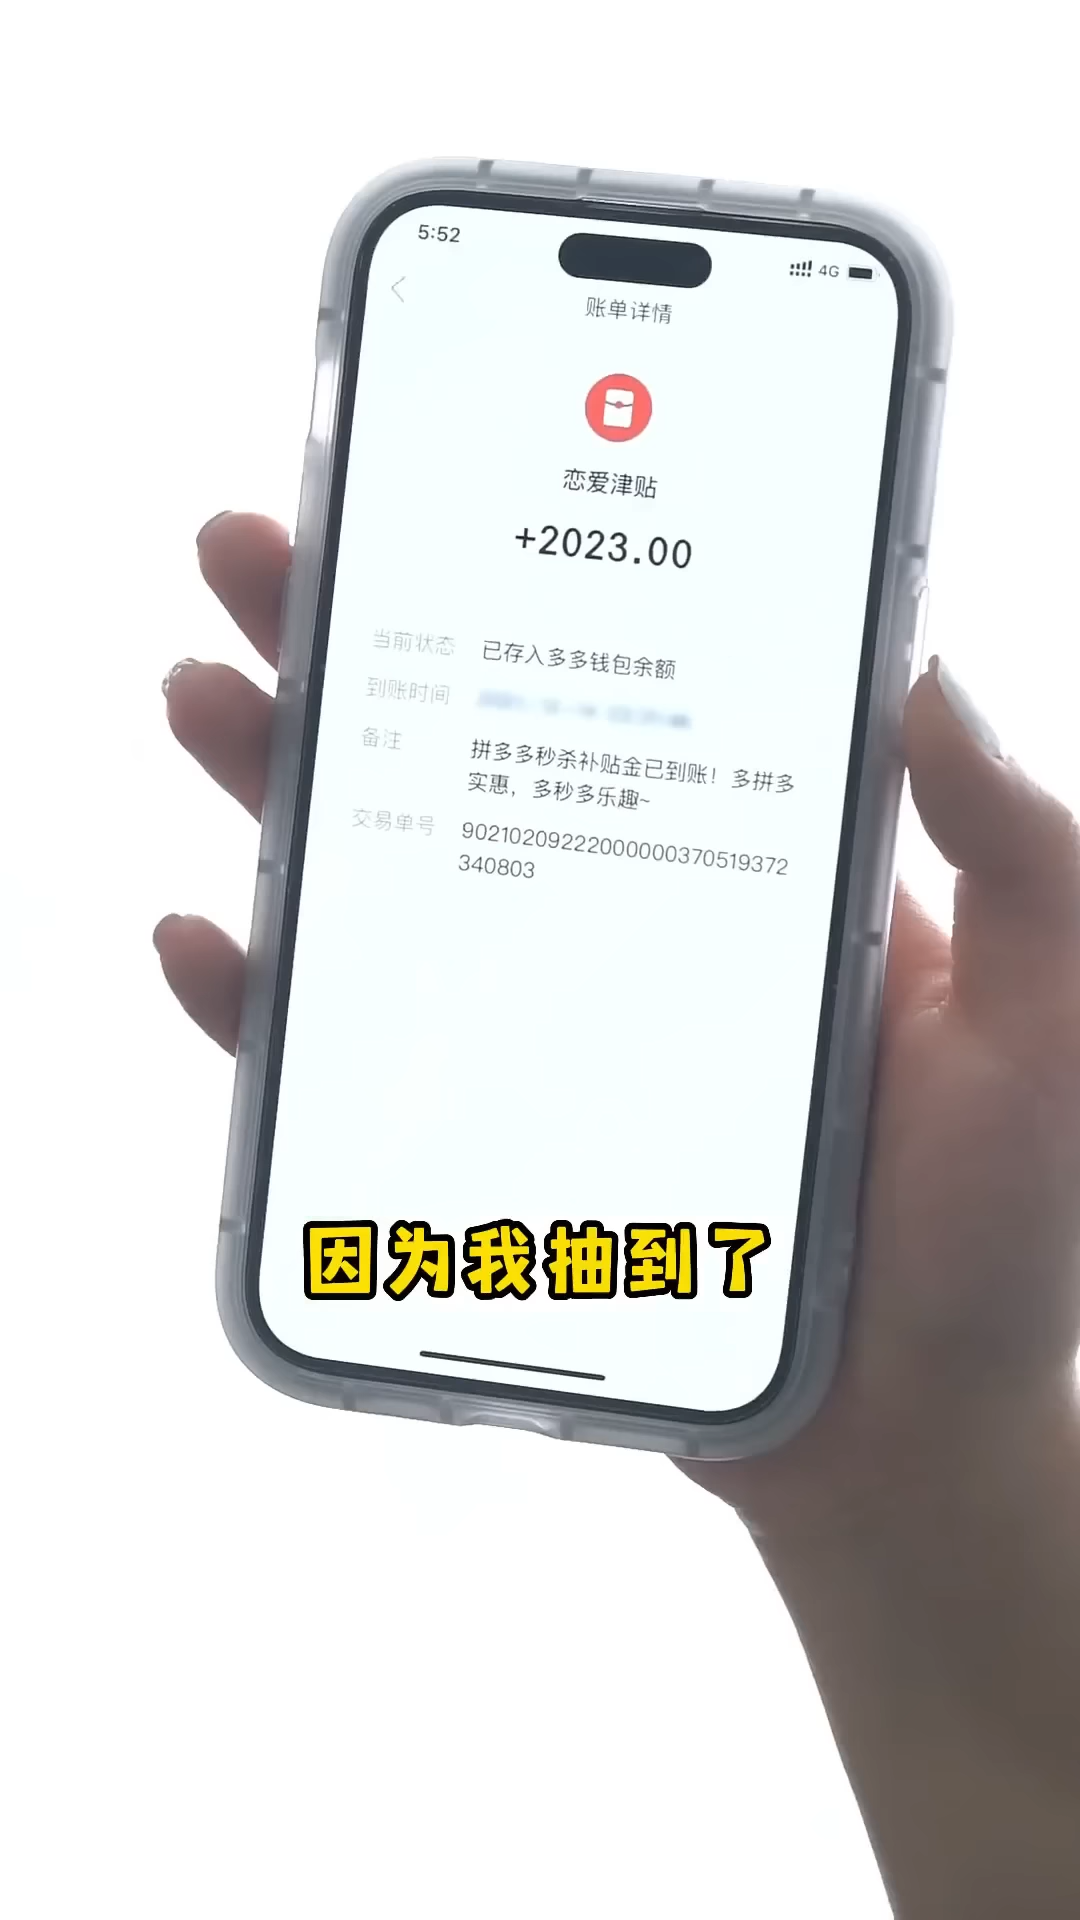 5:52
4G
账单详情
恋爱津贴
+2023.00
当前状态 已存入多多钱包余额
到账时间
备注 拼多多秒杀补贴金已到账！多拼多
实惠，多秒多乐趣~
交易单号 90210209222000000370519372
340803
因为我抽到了